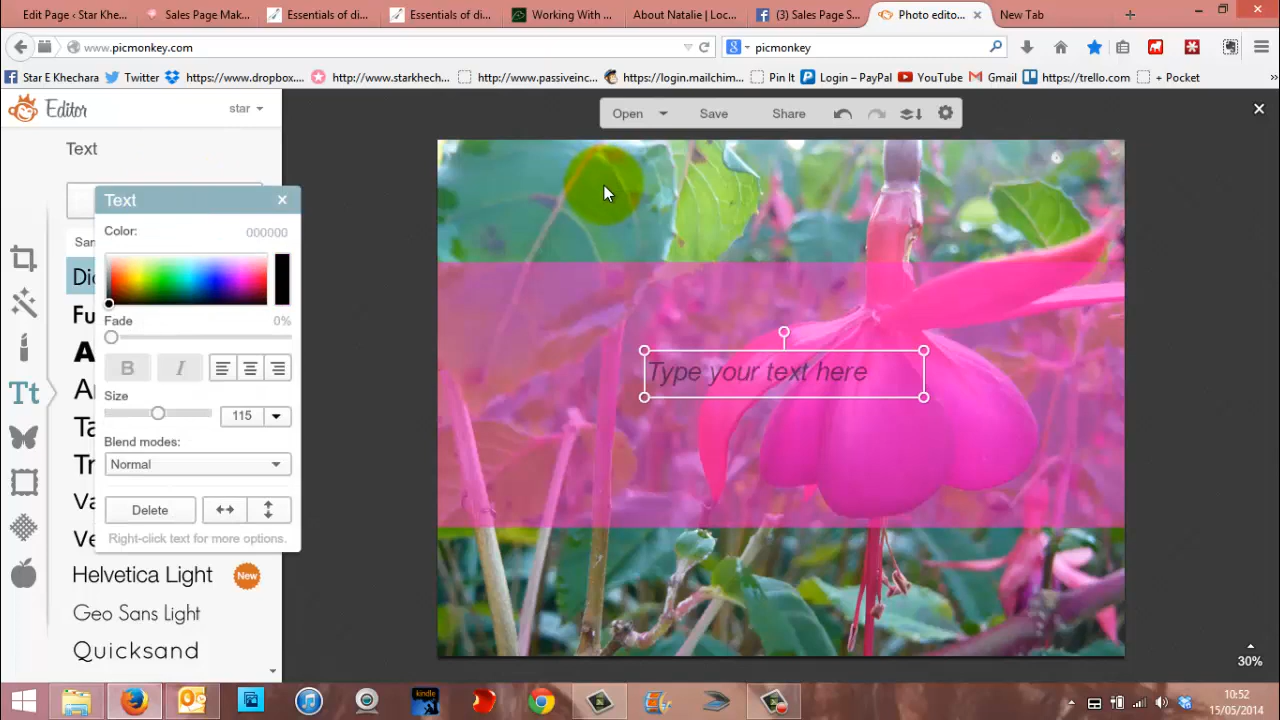 Edit Page ‹ Star Khe...
Sales Page Mak...
Essentials of di...
Essentials of di...
Working With ...
About Natalie | Loc...
(3) Sales Page S...
Photo edito...
New Tab
www.picmonkey.com
picmonkey
Star E Khechara
Twitter
https://www.dropbox....
http://www.starkhech...
http://www.passiveinc...
https://login.mailchim...
Pin It
Login – PayPal
YouTube
Gmail
https://trello.com
+ Pocket
Editor
star
Open
Save
Share
Text
Text
Color:
000000
Fade
0%
B I
Size
115
Blend modes:
Normal
Delete
Right-click text for more options.
Helvetica Light
New
Geo Sans Light
Quicksand
Tt
Type your text here
30%
kindle
10:52
15/05/2014